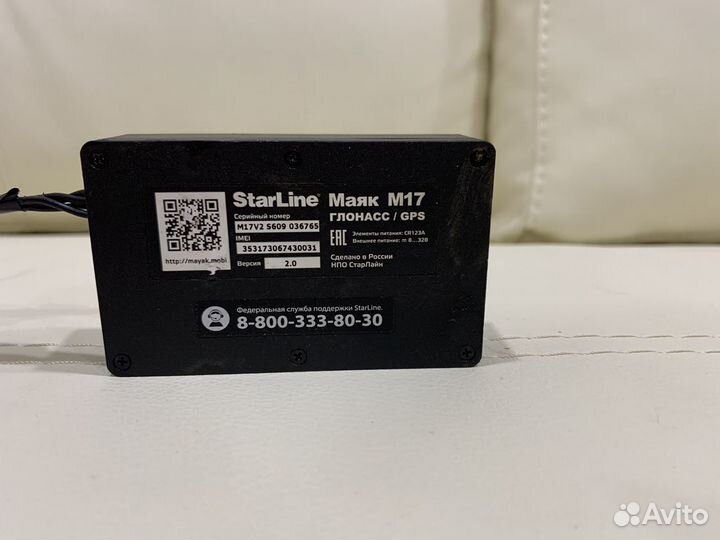 StarLine® Маяк М17
ГЛОНАСС / GPS
Серийный номер
M17V2 S609 036765
IMEI
353173067430031
Версия 2.0
http://mayak.mobi
EAC
Элементы питания: CR123A
Внешнее питание: ⎓ 8...32В
Сделано в России
НПО СтарЛайн
Федеральная служба поддержки StarLine.
8-800-333-80-30
Avito